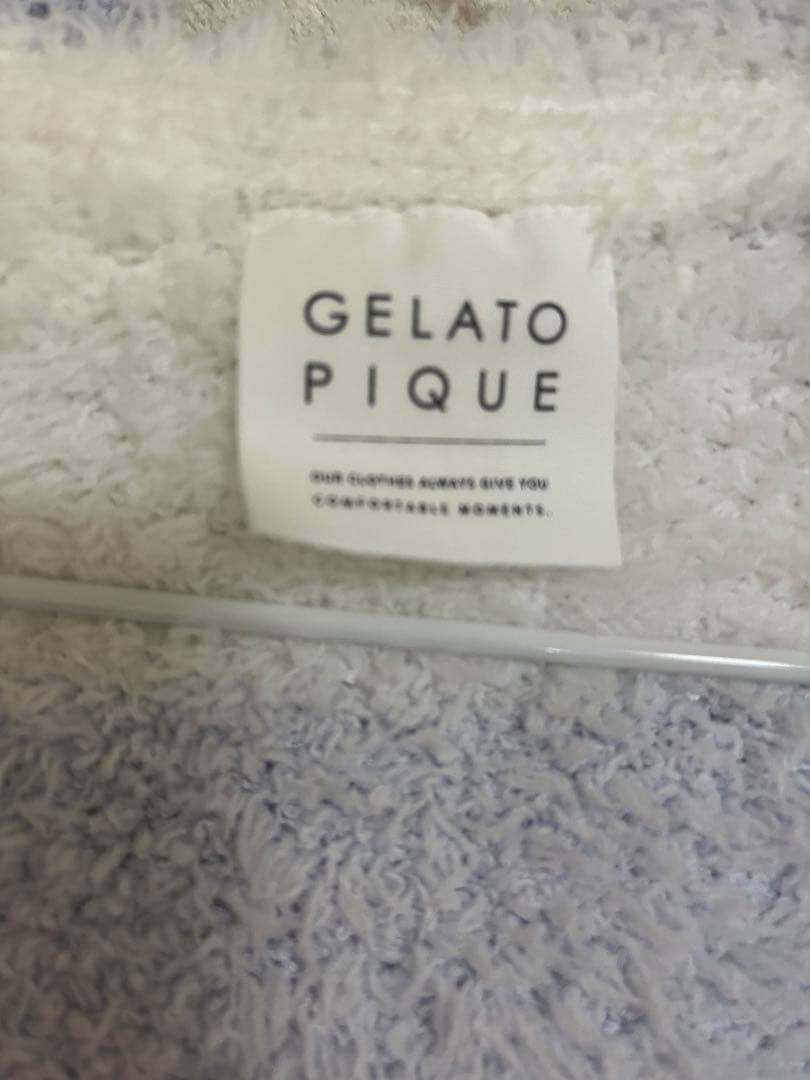 GELATO
PIQUE
OUR CLOTHES ALWAYS GIVE YOU
COMFORTABLE MOMENTS.